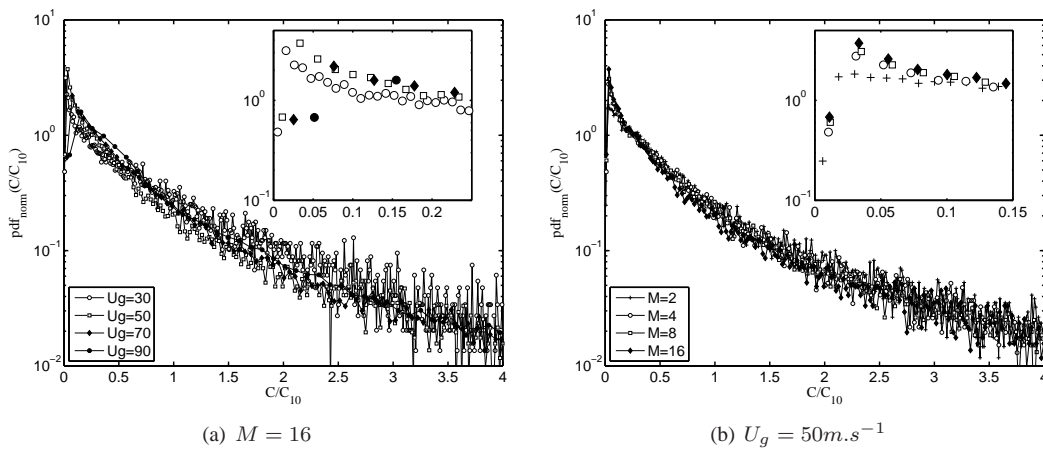 10^1
10^0
10^-1
10^-2
pdf_norm(C/C_10)
0 0.5 1 1.5 2 2.5 3 3.5 4
C/C_10
Ug=30
Ug=50
Ug=70
Ug=90
10^0
10^-1
0 0.05 0.1 0.15 0.2
(a) M = 16
10^1
10^0
10^-1
10^-2
pdf_norm(C/C_10)
0 0.5 1 1.5 2 2.5 3 3.5 4
C/C_10
M=2
M=4
M=8
M=16
10^0
10^-1
0 0.05 0.1 0.15
(b) U_g = 50m.s^−1